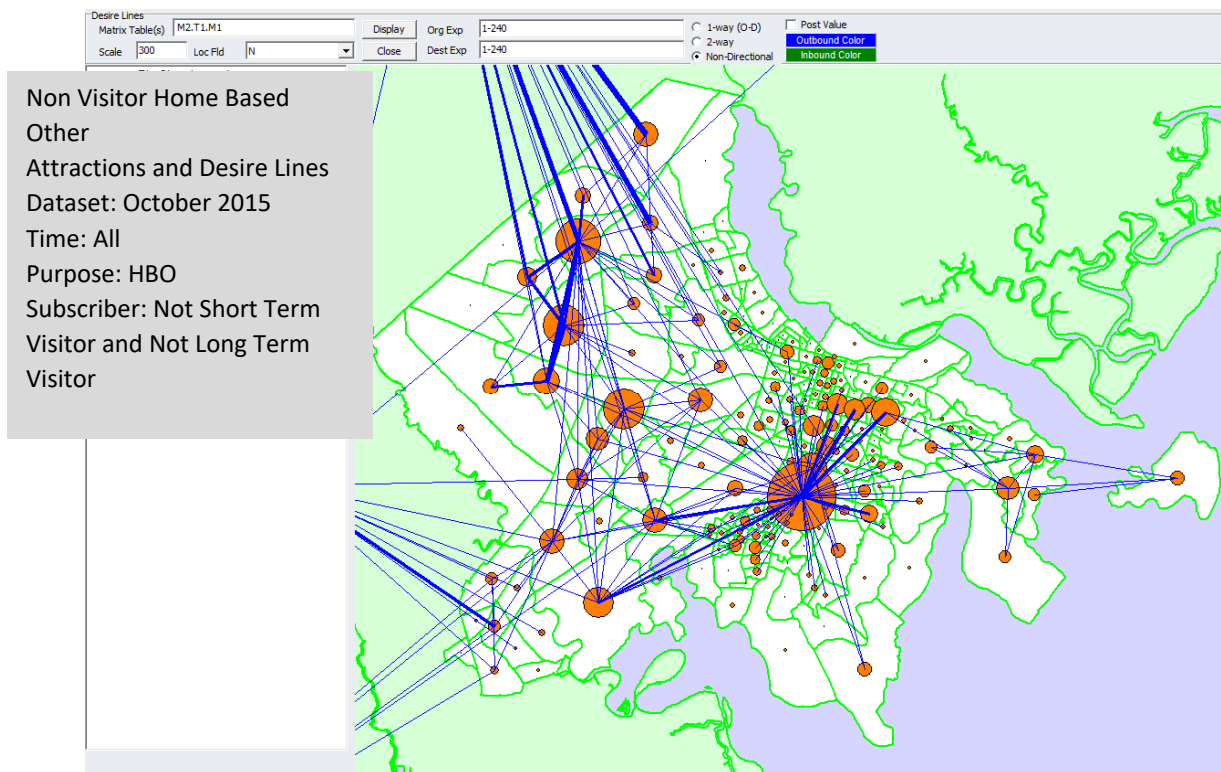 Desire Lines
Matrix Table(s) M2.T1.M1 Display Org Exp 1-240 1-way (O-D) Post Value
Scale 300 Loc Fld N Close Dest Exp 1-240 2-way Outbound Color
Non-Directional Inbound Color
Non Visitor Home Based
Other
Attractions and Desire Lines
Dataset: October 2015
Time: All
Purpose: HBO
Subscriber: Not Short Term
Visitor and Not Long Term
Visitor